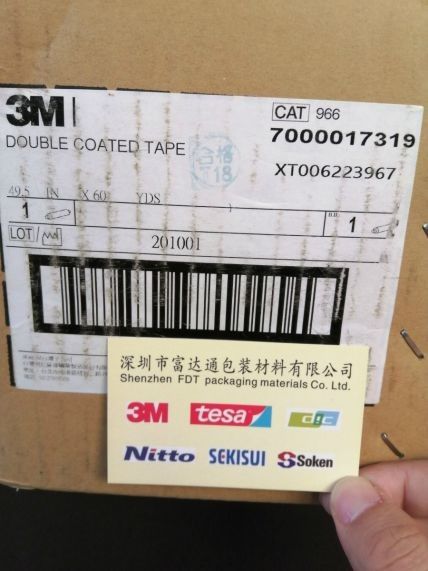 3M
CAT 966
DOUBLE COATED TAPE
7000017319
合格
T18
XT006223967
49.5 IN X 60 YDS
1
1
LOT/
201001
深圳市富达通包装材料有限公司
Shenzhen FDT packaging materials Co. Ltd.
3M tesa dgc
Nitto SEKISUI Soken